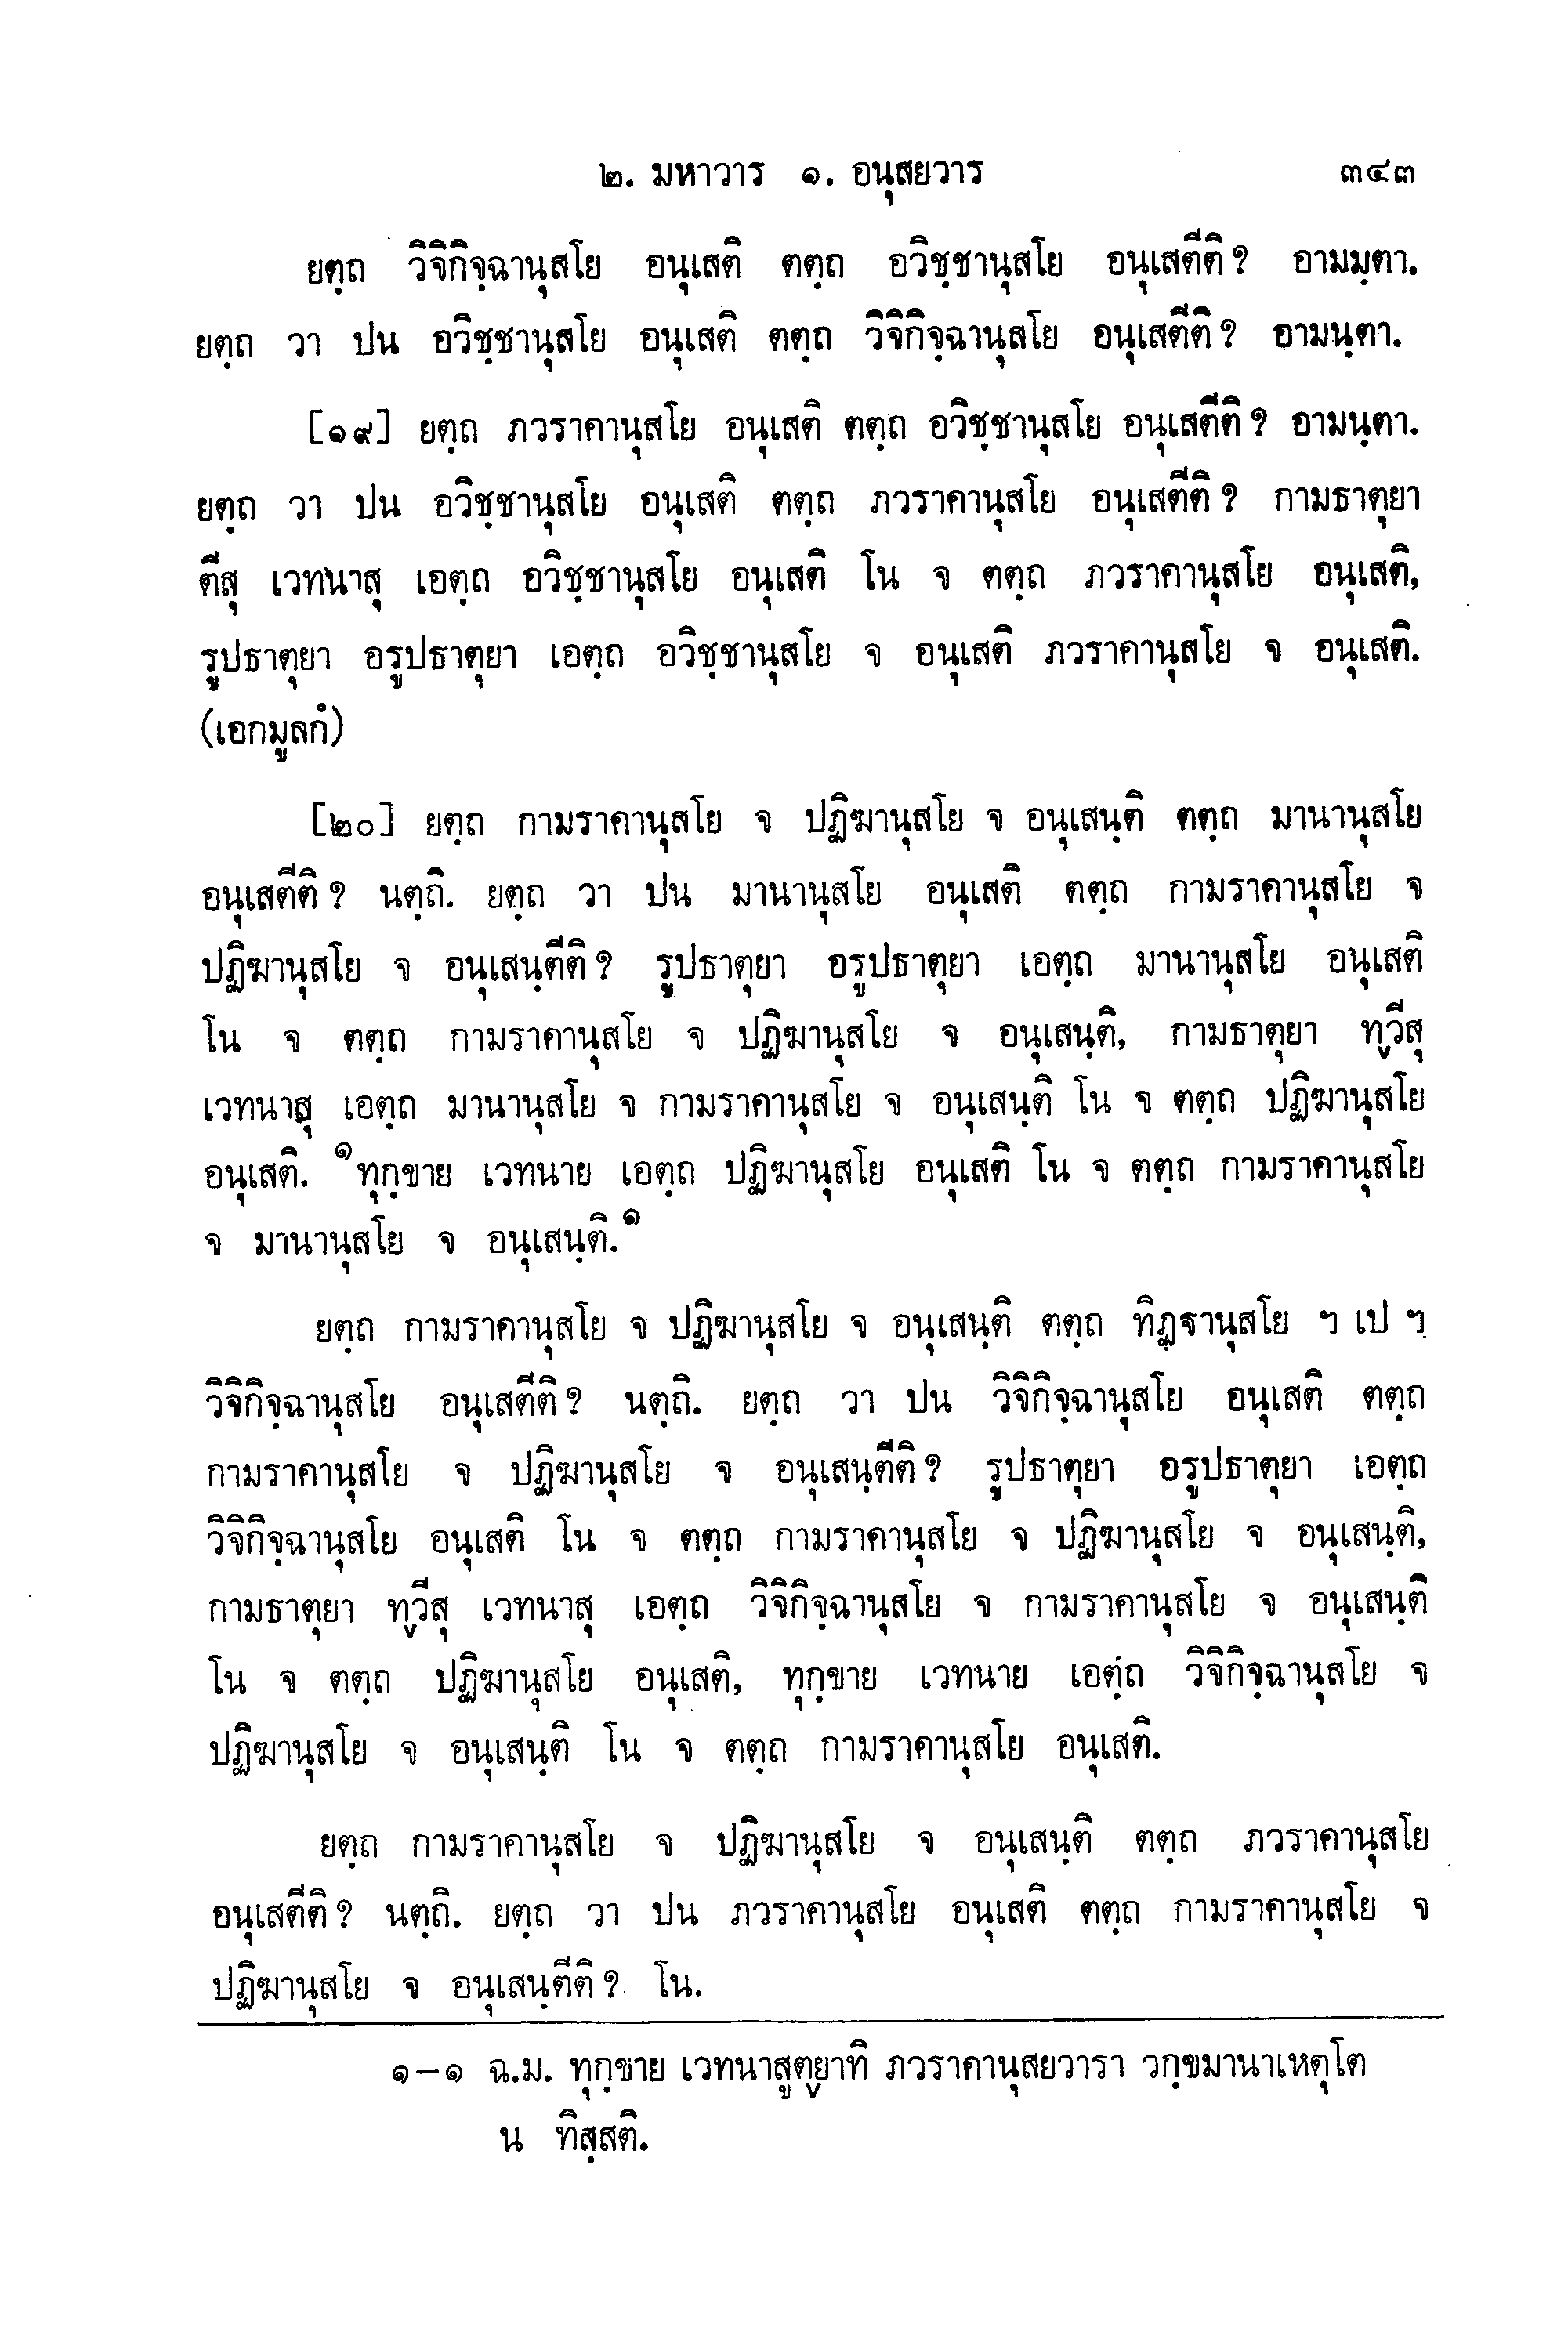 ๒. มหาวาร ๑. อนุสยวาร ๓๔๓
ยตฺถ วิจิกิจฺฉานุสโย อนุเสติ ตตฺถ อวิชฺชานุสโย อนุเสตีติ? อามมฺตา.
ยตฺถ วา ปน อวิชฺชานุสโย อนุเสติ ตตฺถ วิจิกิจฺฉานุสโย อนุเสตีติ? อามนฺตา.
[๑๙] ยตฺถ ภวราคานุสโย อนุเสติ ตตฺถ อวิชฺชานุสโย อนุเสตีติ? อามนฺตา.
ยตฺถ วา ปน อวิชฺชานุสโย อนุเสติ ตตฺถ ภวราคานุสโย อนุเสตีติ? กามธาตุยา
ตีสุ เวทนาสุ เอตฺถ อวิชฺชานุสโย อนุเสติ โน จ ตตฺถ ภวราคานุสโย อนุเสติ,
รูปธาตุยา อรูปธาตุยา เอตฺถ อวิชฺชานุสโย จ อนุเสติ ภวราคานุสโย จ อนุเสติ.
(เอกมูลกํ)
[๒๐] ยตฺถ กามราคานุสโย จ ปฏิฆานุสโย จ อนุเสนฺติ ตตฺถ มานานุสโย
อนุเสตีติ? นตฺถิ. ยตฺถ วา ปน มานานุสโย อนุเสติ ตตฺถ กามราคานุสโย จ
ปฏิฆานุสโย จ อนุเสนฺตีติ? รูปธาตุยา อรูปธาตุยา เอตฺถ มานานุสโย อนุเสติ
โน จ ตตฺถ กามราคานุสโย จ ปฏิฆานุสโย จ อนุเสนฺติ, กามธาตุยา ทฺวีสุ
เวทนาสุ เอตฺถ มานานุสโย จ กามราคานุสโย จ อนุเสนฺติ โน จ ตตฺถ ปฏิฆานุสโย
อนุเสติ. ๑ทุกฺขาย เวทนาย เอตฺถ ปฏิฆานุสโย อนุเสติ โน จ ตตฺถ กามราคานุสโย
จ มานานุสโย จ อนุเสนฺติ.๑
ยตฺถ กามราคานุสโย จ ปฏิฆานุสโย จ อนุเสนฺติ ตตฺถ ทิฏฺฐานุสโย ฯ เป ฯ
วิจิกิจฺฉานุสโย อนุเสตีติ? นตฺถิ. ยตฺถ วา ปน วิจิกิจฺฉานุสโย อนุเสติ ตตฺถ
กามราคานุสโย จ ปฏิฆานุสโย จ อนุเสนฺตีติ? รูปธาตุยา อรูปธาตุยา เอตฺถ
วิจิกิจฺฉานุสโย อนุเสติ โน จ ตตฺถ กามราคานุสโย จ ปฏิฆานุสโย จ อนุเสนฺติ,
กามธาตุยา ทฺวีสุ เวทนาสุ เอตฺถ วิจิกิจฺฉานุสโย จ กามราคานุสโย จ อนุเสนฺติ
โน จ ตตฺถ ปฏิฆานุสโย อนุเสติ, ทุกฺขาย เวทนาย เอตฺถ วิจิกิจฺฉานุสโย จ
ปฏิฆานุสโย จ อนุเสนฺติ โน จ ตตฺถ กามราคานุสโย อนุเสติ.
ยตฺถ กามราคานุสโย จ ปฏิฆานุสโย จ อนุเสนฺติ ตตฺถ ภวราคานุสโย
อนุเสตีติ? นตฺถิ. ยตฺถ วา ปน ภวราคานุสโย อนุเสติ ตตฺถ กามราคานุสโย จ
ปฏิฆานุสโย จ อนุเสนฺตีติ? โน.
๑-๑ ฉ.ม. ทุกฺขาย เวทนาสูตฺยาทิ ภวราคานุสยวารา วกฺขมานาเหตุโต
น ทิสฺสติ.